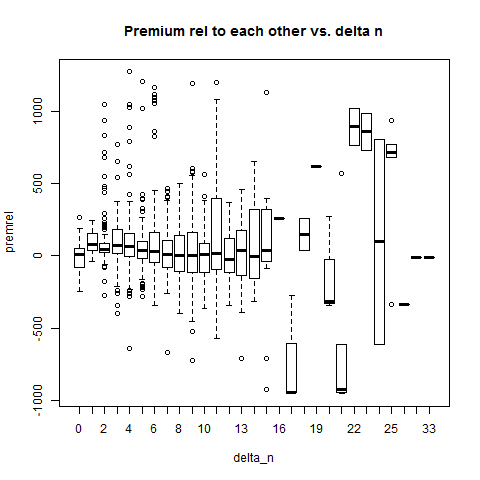 Premium rel to each other vs. delta n
premrel
1000
500
0
-500
-1000
0 2 4 6 8 10 13 16 19 22 25 33
delta_n